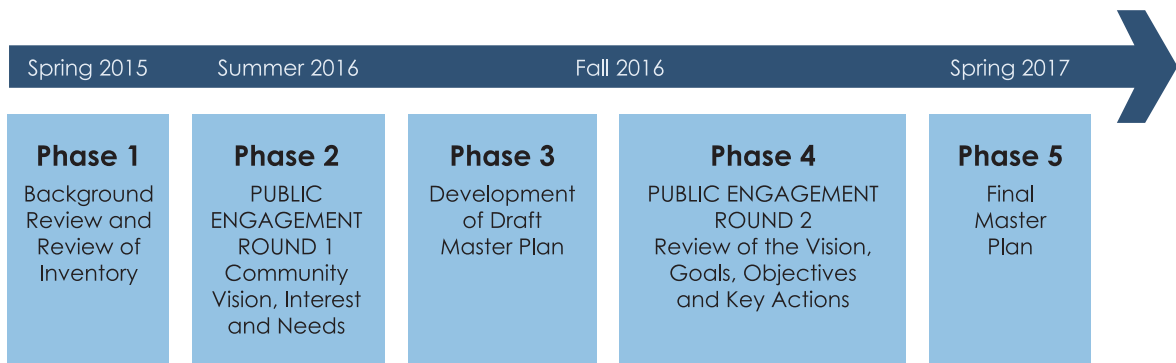 Spring 2015
Summer 2016
Fall 2016
Spring 2017
Phase 1
Background
Review and
Review of
Inventory
Phase 2
PUBLIC
ENGAGEMENT
ROUND 1
Community
Vision, Interest
and Needs
Phase 3
Development
of Draft
Master Plan
Phase 4
PUBLIC ENGAGEMENT
ROUND 2
Review of the Vision,
Goals, Objectives
and Key Actions
Phase 5
Final
Master
Plan